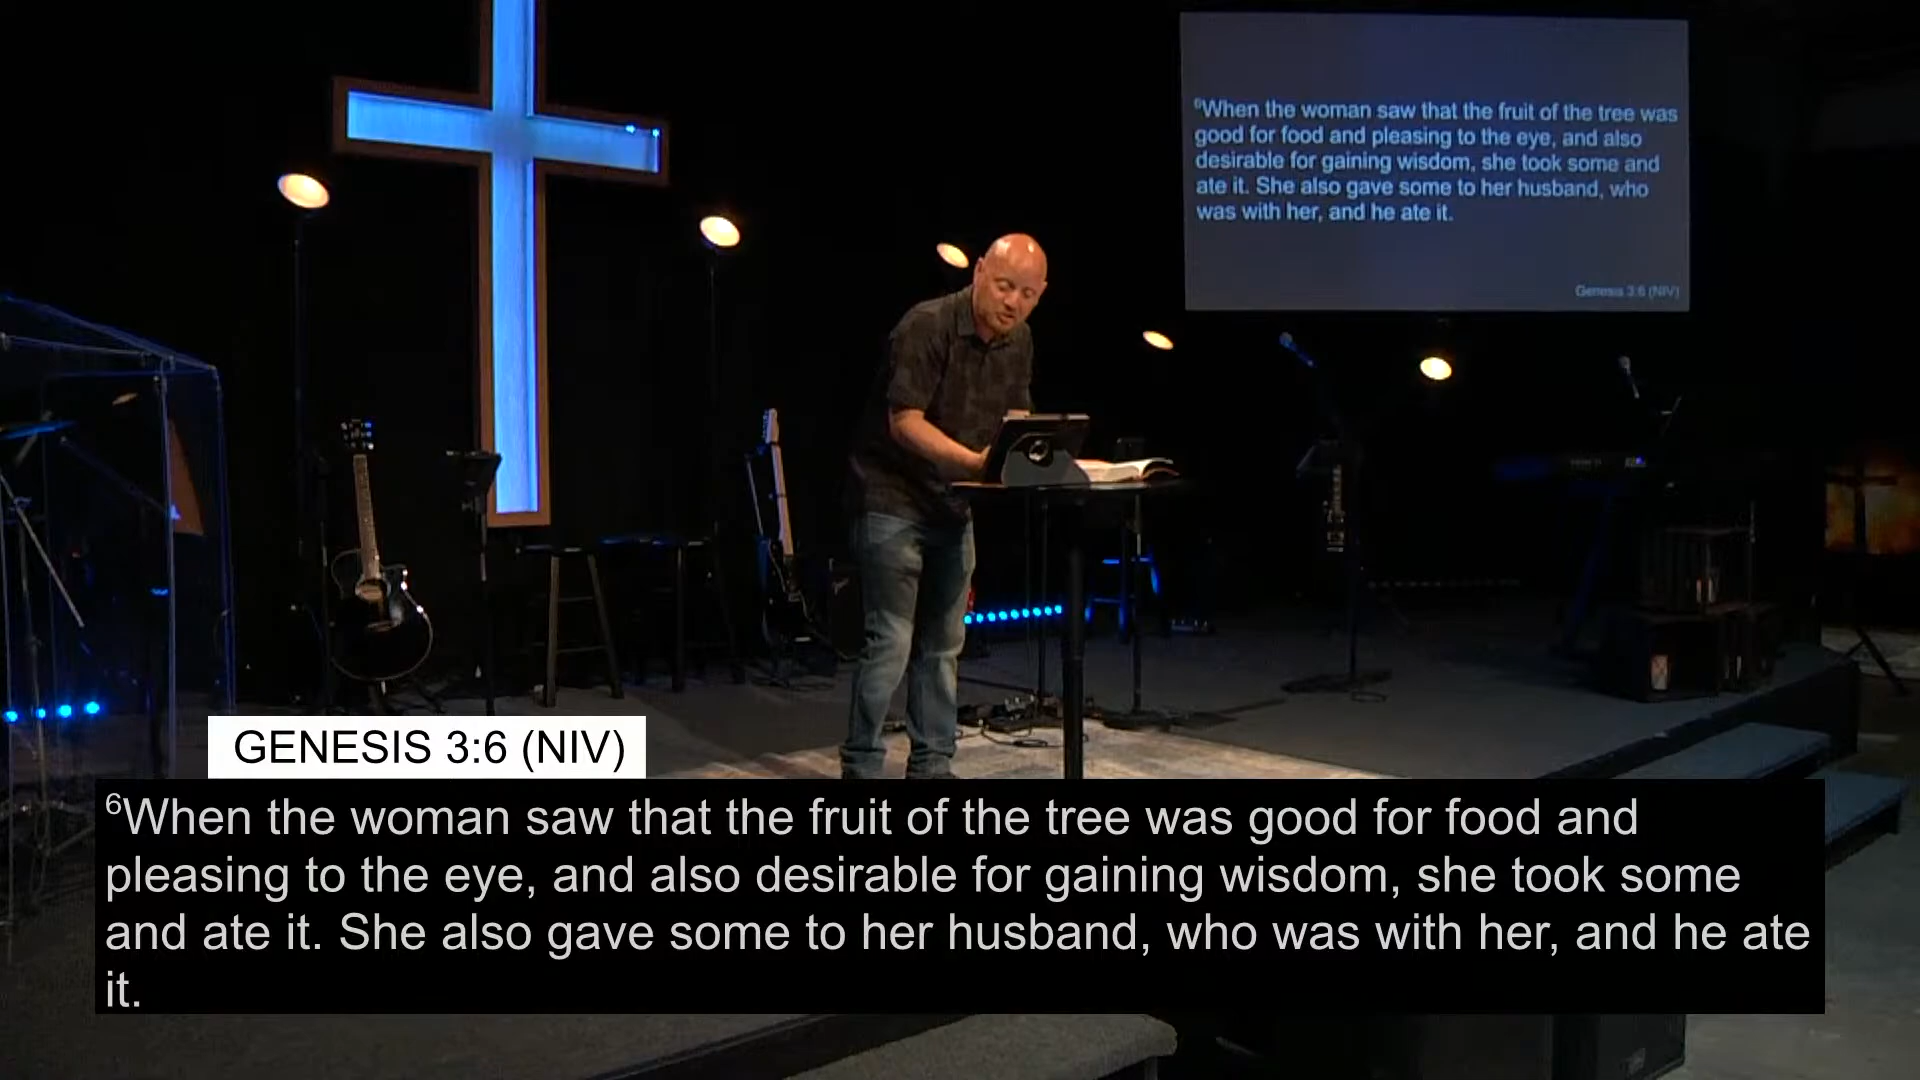 ⁶When the woman saw that the fruit of the tree was
good for food and pleasing to the eye, and also
desirable for gaining wisdom, she took some and
ate it. She also gave some to her husband, who
was with her, and he ate it.
Genesis 3:6 (NIV)
GENESIS 3:6 (NIV)
⁶When the woman saw that the fruit of the tree was good for food and
pleasing to the eye, and also desirable for gaining wisdom, she took some
and ate it. She also gave some to her husband, who was with her, and he ate
it.